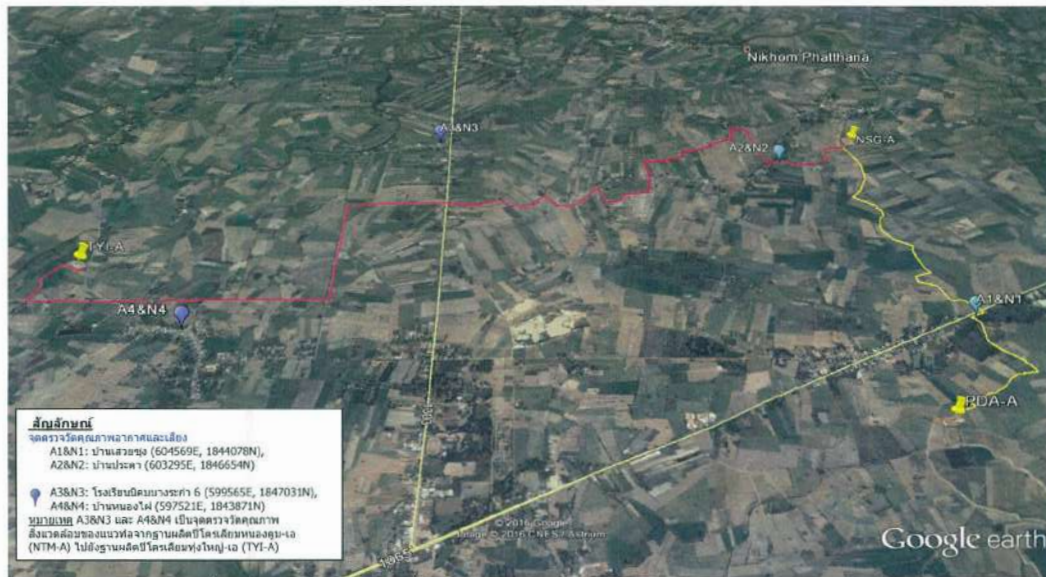 Nikhom Phatthana
A3&N3
A2&N2
NSG-A
TYI-A
A4&N4
A1&N1
PDA-A
1065
สัญลักษณ์
จุดตรวจวัดคุณภาพอากาศและเสียง
A1&N1: บ้านเสวยซุง (604569E, 1844078N),
A2&N2: บ้านประดา (603295E, 1846654N)
A3&N3: โรงเรียนนิคมบางระกำ 6 (599565E, 1847031N),
A4&N4: บ้านหนองไผ่ (597521E, 1843871N)
หมายเหตุ A3&N3 และ A4&N4 เป็นจุดตรวจวัดคุณภาพ
สิ่งแวดล้อมของแนวท่อจากฐานผลิตปิโตรเลียมหนองตูม-เอ
(NTM-A) ไปยังฐานผลิตปิโตรเลียมทุ่งใหญ่-เอ (TYI-A)
© 2016 Google
Image © 2016 CNES / Astrium
Google earth